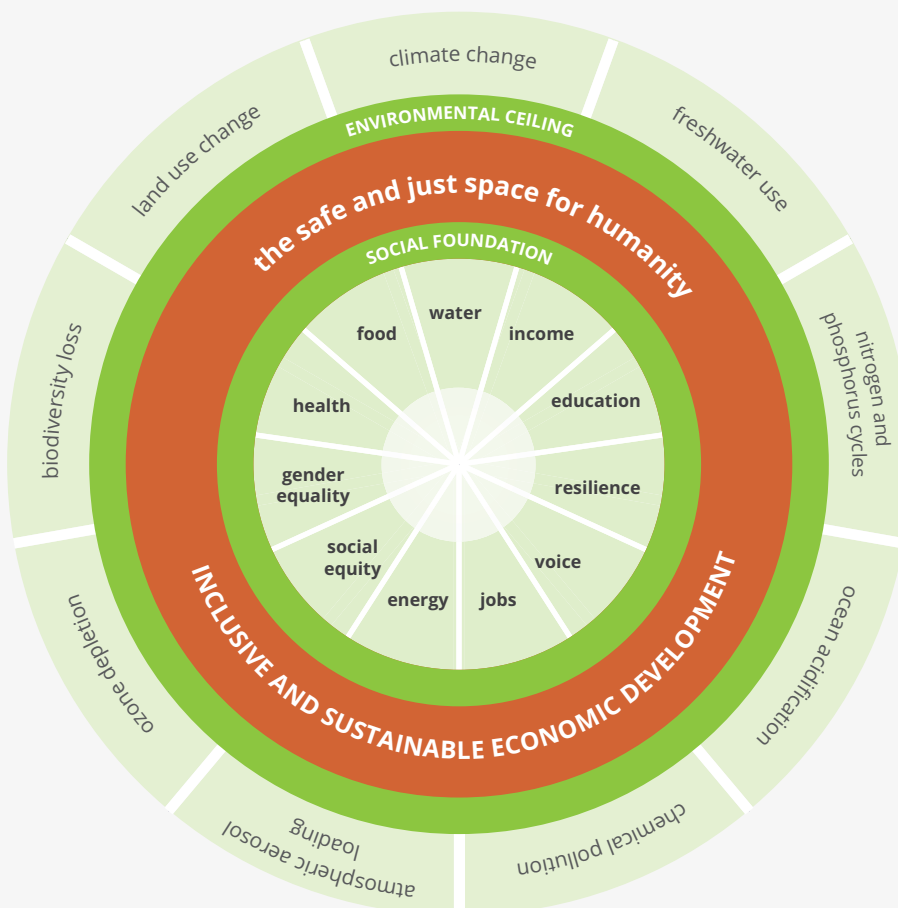 climate change
freshwater use
nitrogen and
phosphorus cycles
ocean acidification
chemical pollution
atmospheric aerosol
loading
ozone depletion
biodiversity loss
land use change
ENVIRONMENTAL CEILING
the safe and just space for humanity
SOCIAL FOUNDATION
water
income
education
resilience
voice
jobs
energy
social
equity
gender
equality
health
food
INCLUSIVE AND SUSTAINABLE ECONOMIC DEVELOPMENT